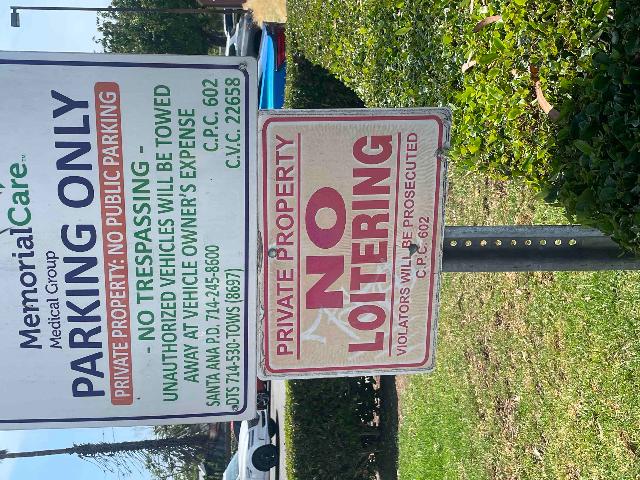 MemorialCare™
Medical Group
PARKING ONLY
PRIVATE PROPERTY: NO PUBLIC PARKING
- NO TRESPASSING -
UNAUTHORIZED VEHICLES WILL BE TOWED
AWAY AT VEHICLE OWNER'S EXPENSE
C.P.C. 602
SANTA ANA P.D. 714-245-8600
C.V.C. 22658
DTS 714-530-TOWS (8697)
PRIVATE PROPERTY
NO
LOITERING
VIOLATORS WILL BE PROSECUTED
C.P.C. 602